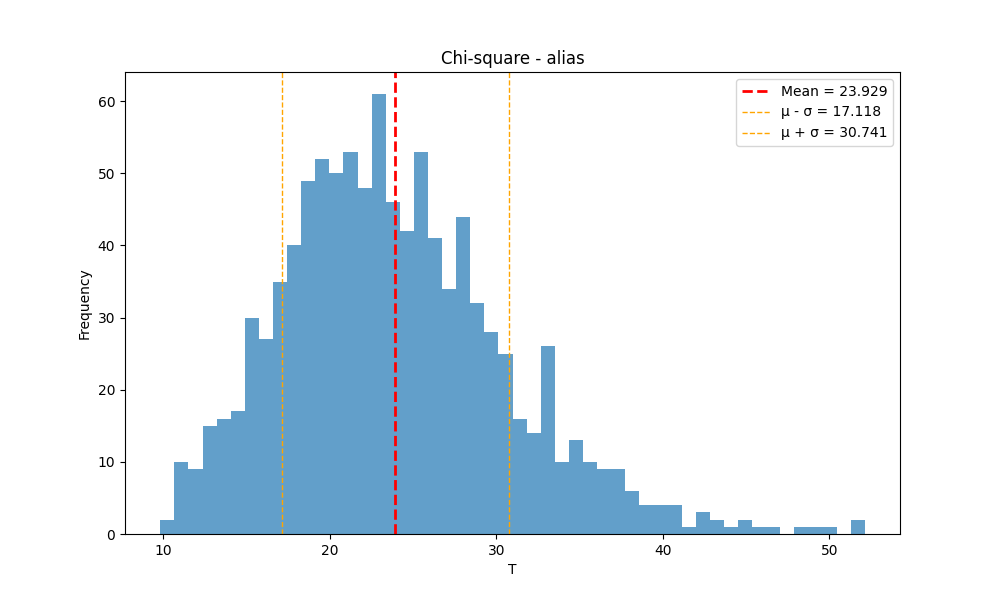 Chi-square - alias
Mean = 23.929
μ - σ = 17.118
μ + σ = 30.741
60
50
40
30
20
10
0
Frequency
10 20 30 40 50
T